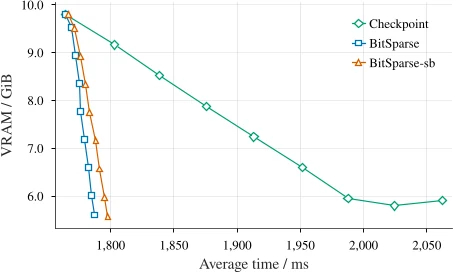 10.0
9.0
8.0
7.0
6.0
VRAM / GiB
Checkpoint
BitSparse
BitSparse-sb
1,800
1,850
1,900
1,950
2,000
2,050
Average time / ms